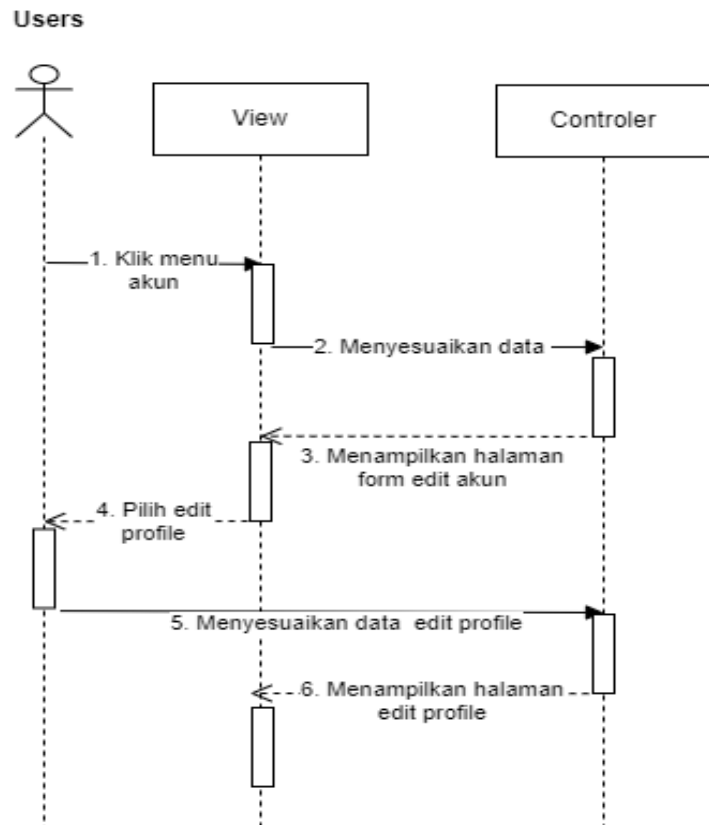 Users
View
Controler
1. Klik menu
akun
2. Menyesuaikan data
3. Menampilkan halaman
form edit akun
4. Pilih edit
profile
5. Menyesuaikan data edit profile
6. Menampilkan halaman
edit profile